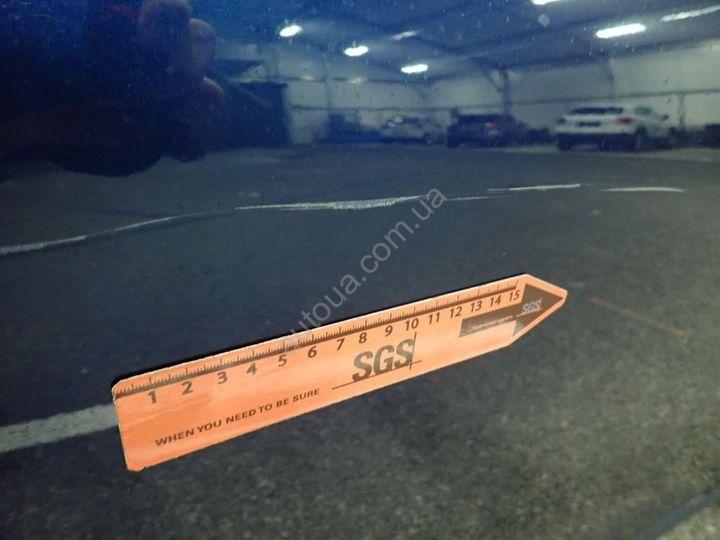 autoua.com.ua
1 2 3 4 5 6 7 8 9 10 11 12 13 14 15
SGS
SGS
WHEN YOU NEED TO BE SURE